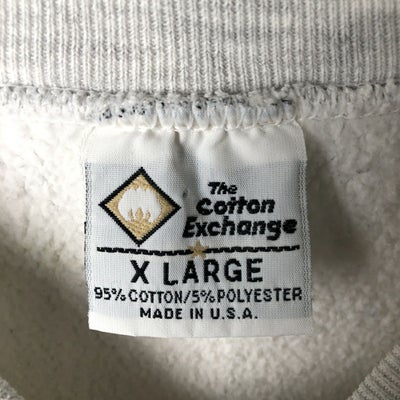 The
Cotton
Exchange
X LARGE
95% COTTON/5% POLYESTER
MADE IN U.S.A.